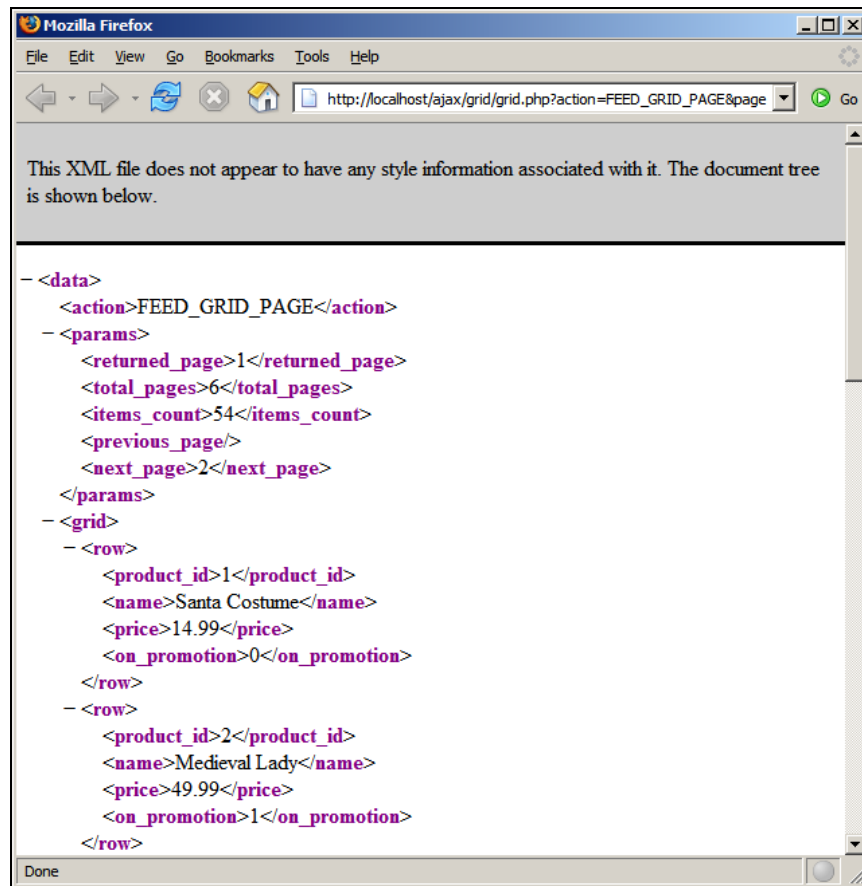 Mozilla Firefox
File Edit View Go Bookmarks Tools Help
http://localhost/ajax/grid/grid.php?action=FEED_GRID_PAGE&page
Go
This XML file does not appear to have any style information associated with it. The document tree
is shown below.
− <data>
<action>FEED_GRID_PAGE</action>
− <params>
<returned_page>1</returned_page>
<total_pages>6</total_pages>
<items_count>54</items_count>
<previous_page/>
<next_page>2</next_page>
</params>
− <grid>
− <row>
<product_id>1</product_id>
<name>Santa Costume</name>
<price>14.99</price>
<on_promotion>0</on_promotion>
</row>
− <row>
<product_id>2</product_id>
<name>Medieval Lady</name>
<price>49.99</price>
<on_promotion>1</on_promotion>
</row>
Done